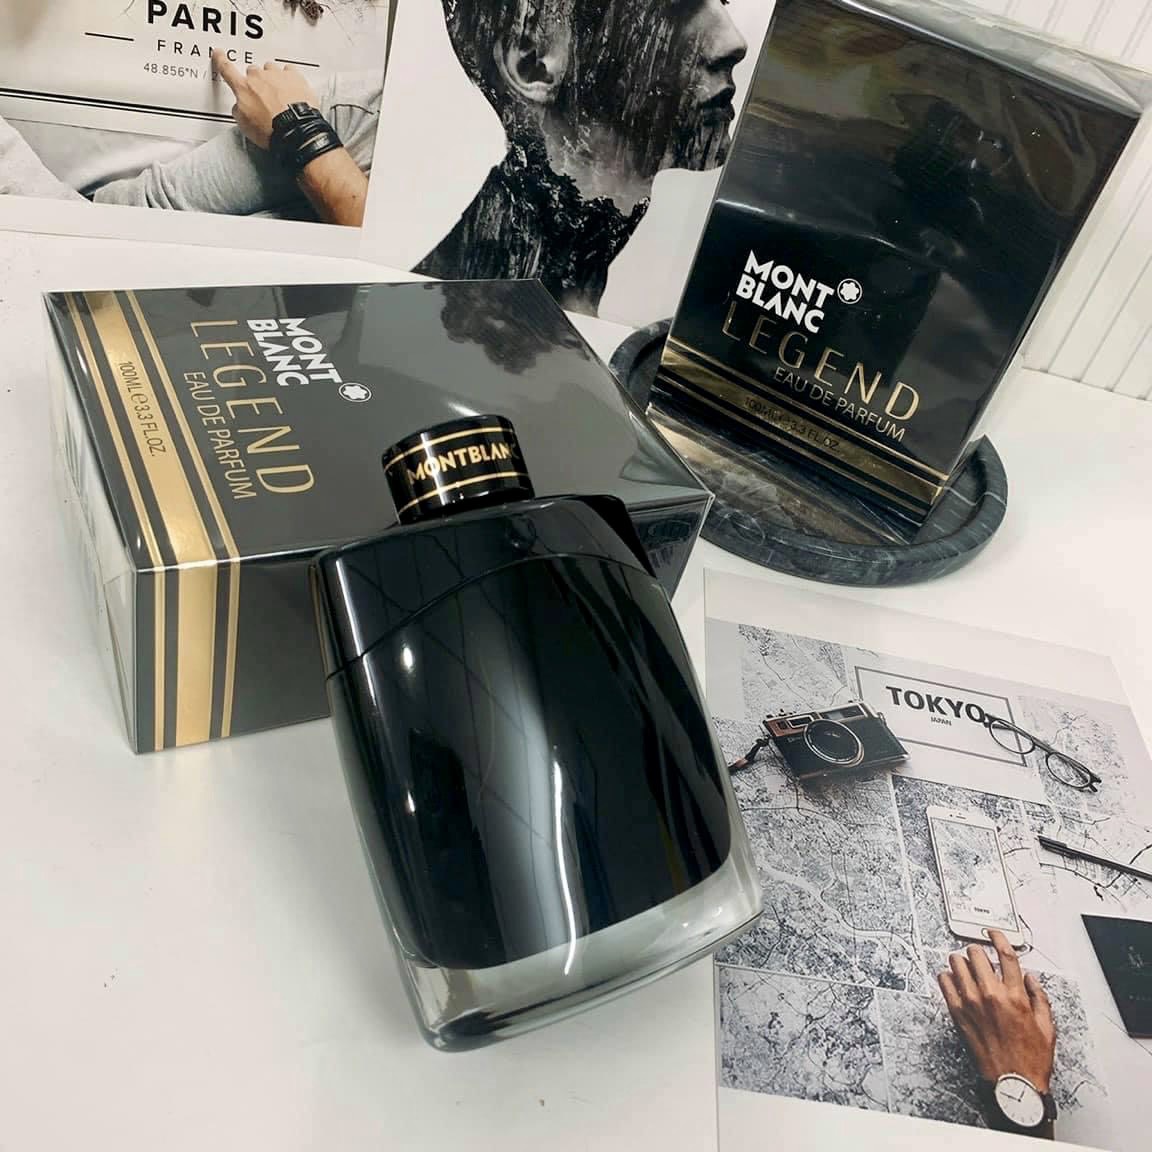 PARIS
FRANCE
48.856°N / 2
MONT
BLANC
LEGEND
EAU DE PARFUM
100ML e 3.3 FL.OZ.
MONT
BLANC
LEGEND
EAU DE PARFUM
100ML e 3.3 FL.OZ.
MONTBLANC
TOKYO
JAPAN
TOKYO